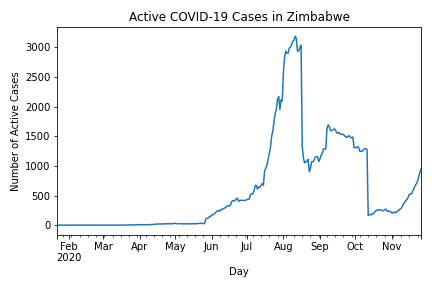 Active COVID-19 Cases in Zimbabwe
Number of Active Cases
3000
2500
2000
1500
1000
500
0
Feb Mar Apr May Jun Jul Aug Sep Oct Nov
2020
Day